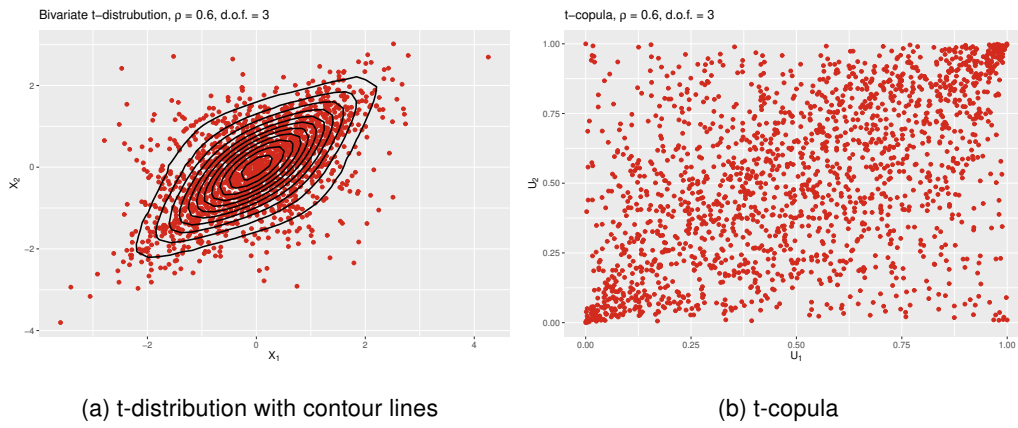 Bivariate t−distrubution, ρ = 0.6, d.o.f. = 3
2
0
−2
−4
X2
−2
0
2
4
X1
(a) t-distribution with contour lines
t−copula, ρ = 0.6, d.o.f. = 3
1.00
0.75
0.50
0.25
0.00
U2
0.00
0.25
0.50
0.75
1.00
U1
(b) t-copula